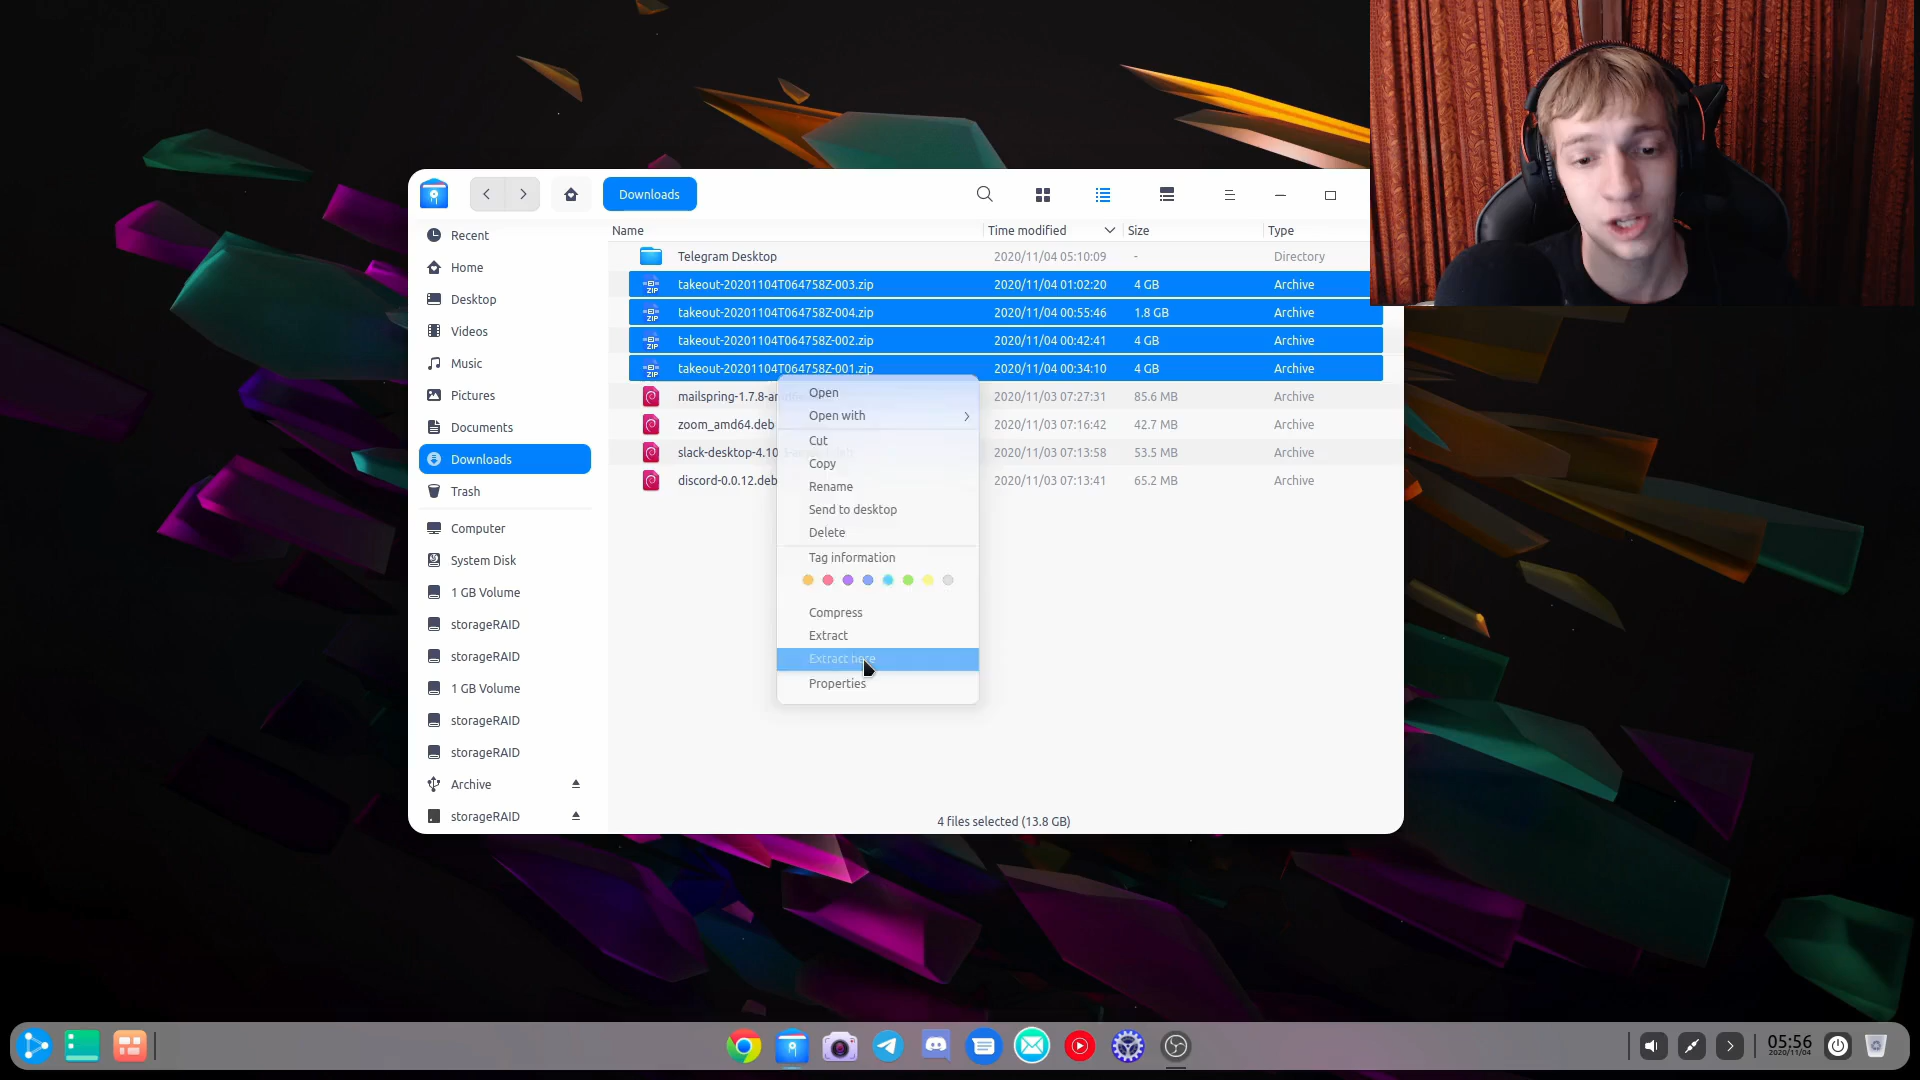 Downloads
Name Time modified Size Type
Recent
Home
Desktop
Videos
Music
Pictures
Documents
Downloads
Trash
Computer
System Disk
1 GB Volume
storageRAID
storageRAID
1 GB Volume
storageRAID
storageRAID
Archive
storageRAID
Telegram Desktop 2020/11/04 05:10:09 - Directory
takeout-20201104T064758Z-003.zip 2020/11/04 01:02:20 4 GB Archive
takeout-20201104T064758Z-004.zip 2020/11/04 00:55:46 1.8 GB Archive
takeout-20201104T064758Z-002.zip 2020/11/04 00:42:41 4 GB Archive
takeout-20201104T064758Z-001.zip 2020/11/04 00:34:10 4 GB Archive
mailspring-1.7.8- 2020/11/03 07:27:31 85.6 MB Archive
zoom_amd64.deb 2020/11/03 07:16:42 42.7 MB Archive
slack-desktop-4.10 2020/11/03 07:13:58 53.5 MB Archive
discord-0.0.12.deb 2020/11/03 07:13:41 65.2 MB Archive
ZIP
ZIP
ZIP
ZIP
Open
Open with
Cut
Copy
Rename
Send to desktop
Delete
Tag information
Compress
Extract
Extract here
Properties
4 files selected (13.8 GB)
05:56
2020/11/04